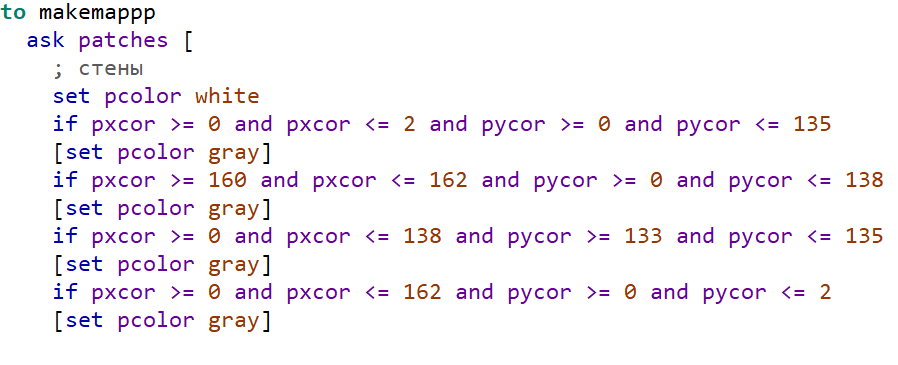 to makemappp
ask patches [
; стены
set pcolor white
if pxcor >= 0 and pxcor <= 2 and pycor >= 0 and pycor <= 135
[set pcolor gray]
if pxcor >= 160 and pxcor <= 162 and pycor >= 0 and pycor <= 138
[set pcolor gray]
if pxcor >= 0 and pxcor <= 138 and pycor >= 133 and pycor <= 135
[set pcolor gray]
if pxcor >= 0 and pxcor <= 162 and pycor >= 0 and pycor <= 2
[set pcolor gray]